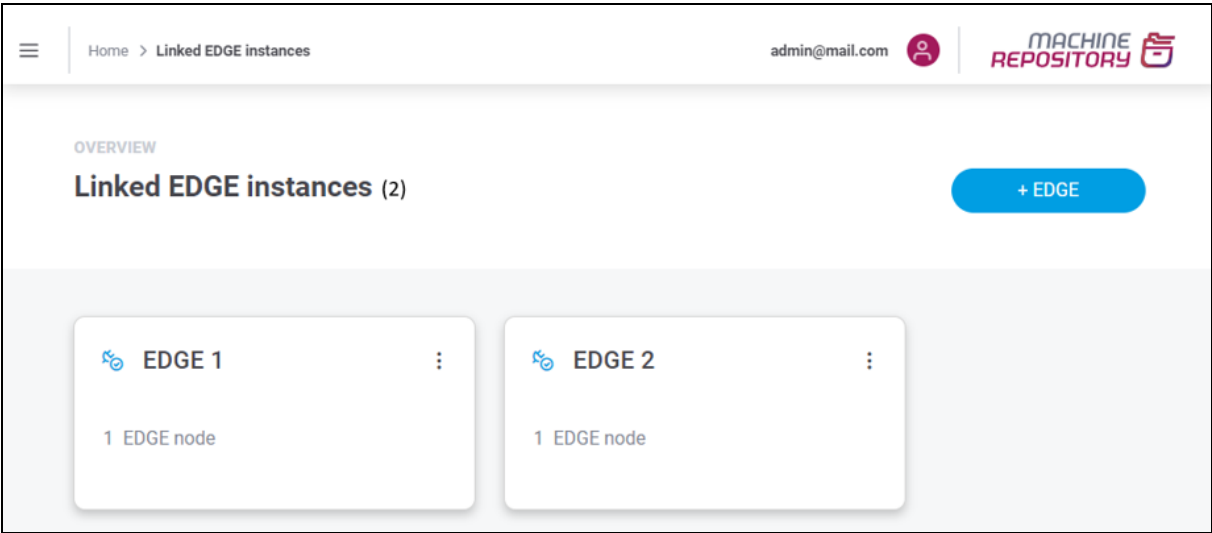 Home > Linked EDGE instances
admin@mail.com
MACHINE
REPOSITORY
OVERVIEW
Linked EDGE instances (2)
+ EDGE
EDGE 1
1 EDGE node
EDGE 2
1 EDGE node